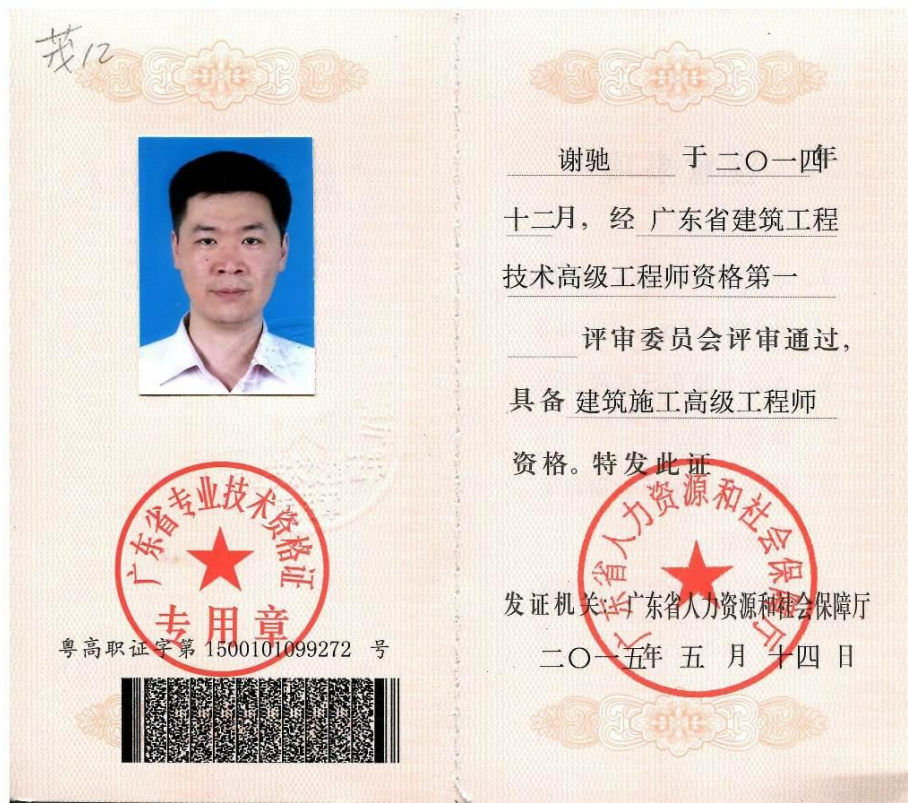 茂12
广东省专业技术资格证
专用章
粤高职证字第 1500101099272 号
谢驰 于 二〇一四年
十二月，经 广东省建筑工程
技术高级工程师资格第一
评审委员会评审通过，
具备 建筑施工高级工程师
资格。特发此证
广东省人力资源和社会保障厅
发证机关：广东省人力资源和社会保障厅
二〇一五年 五 月 十四 日